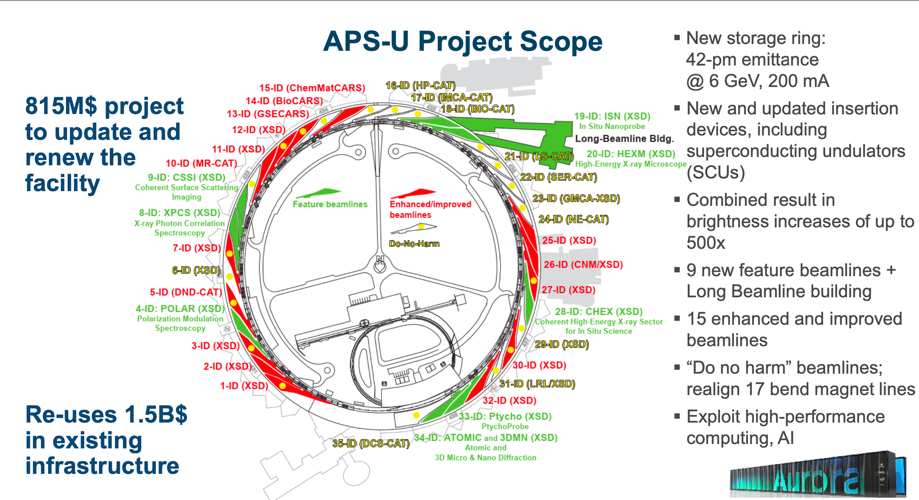 APS-U Project Scope
815M$ project
to update and
renew the
facility
Re-uses 1.5B$
in existing
infrastructure
15-ID (ChemMatCARS)
14-ID (BioCARS)
13-ID (GSECARS)
12-ID (XSD)
11-ID (XSD)
10-ID (MR-CAT)
9-ID: CSSI (XSD)
Coherent Surface Scattering
Imaging
8-ID: XPCS (XSD)
X-ray Photon Correlation
Spectroscopy
7-ID (XSD)
6-ID (XSD)
5-ID (DND-CAT)
4-ID: POLAR (XSD)
Polarization Modulation
Spectroscopy
3-ID (XSD)
2-ID (XSD)
1-ID (XSD)
35-ID (DCS-CAT)
16-ID (HP-CAT)
17-ID (IMCA-CAT)
18-ID (BIO-CAT)
19-ID: ISN (XSD)
In Situ Nanoprobe
Long-Beamline Bldg.
20-ID: HEXM (XSD)
High-Energy X-ray Microscope
21-ID (LS-CAT)
22-ID (SER-CAT)
23-ID (GMCA-XSD)
24-ID (NE-CAT)
25-ID (XSD)
26-ID (CNM/XSD)
27-ID (XSD)
28-ID: CHEX (XSD)
Coherent High-Energy X-ray Sector
for In Situ Science
29-ID (XSD)
30-ID (XSD)
31-ID (LRL/XSD)
32-ID (XSD)
33-ID: Ptycho (XSD)
PtychoProbe
34-ID: ATOMIC and 3DMN (XSD)
Atomic and
3D Micro & Nano Diffraction
Feature beamlines
Enhanced/improved
beamlines
Do-No-Harm
▪ New storage ring:
42-pm emittance
@ 6 GeV, 200 mA
▪ New and updated insertion
devices, including
superconducting undulators
(SCUs)
▪ Combined result in
brightness increases of up to
500x
▪ 9 new feature beamlines +
Long Beamline building
▪ 15 enhanced and improved
beamlines
▪ “Do no harm” beamlines;
realign 17 bend magnet lines
▪ Exploit high-performance
computing, AI
Aurora